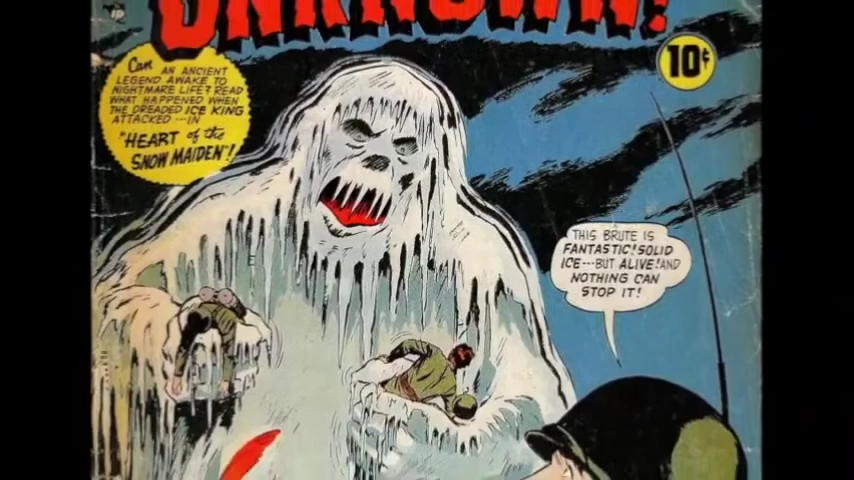 UNKNOWN!
10¢
Can AN ANCIENT
LEGEND AWAKE TO
NIGHTMARE LIFE? READ
WHAT HAPPENED WHEN
THE DREADED ICE KING
ATTACKED---IN
"HEART of the
SNOW MAIDEN"!
THIS BRUTE IS
FANTASTIC! SOLID
ICE---BUT ALIVE! AND
NOTHING CAN
STOP IT!